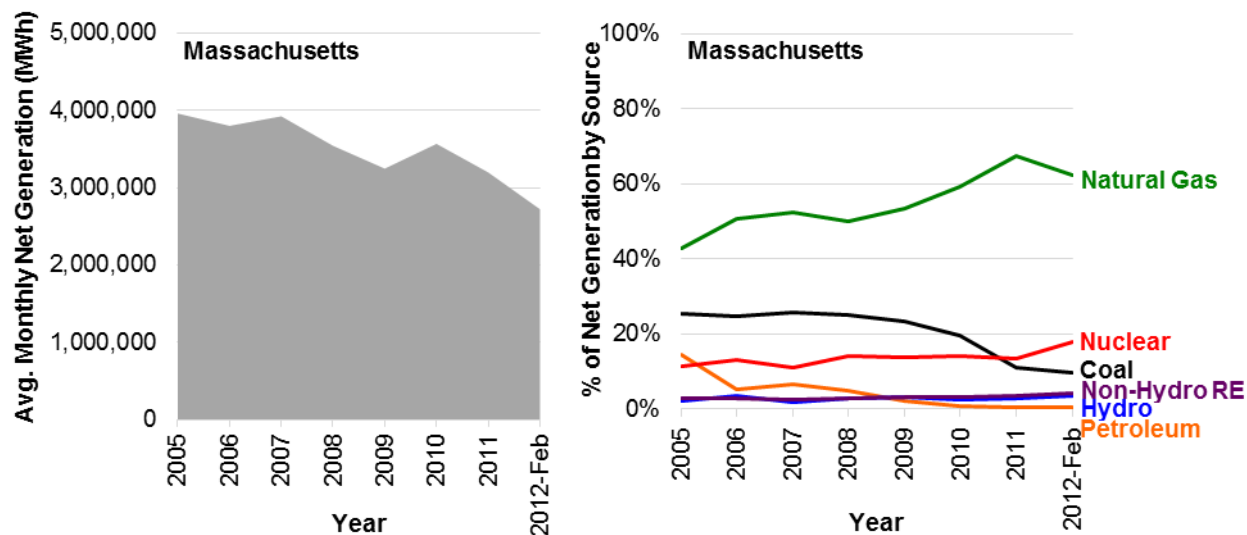 Avg. Monthly Net Generation (MWh)
5,000,000
4,000,000
3,000,000
2,000,000
1,000,000
0
Massachusetts
2005
2006
2007
2008
2009
2010
2011
2012-Feb
Year
% of Net Generation by Source
100%
80%
60%
40%
20%
0%
Massachusetts
Natural Gas
Nuclear
Coal
Non-Hydro RE
Hydro
Petroleum
2005
2006
2007
2008
2009
2010
2011
2012-Feb
Year